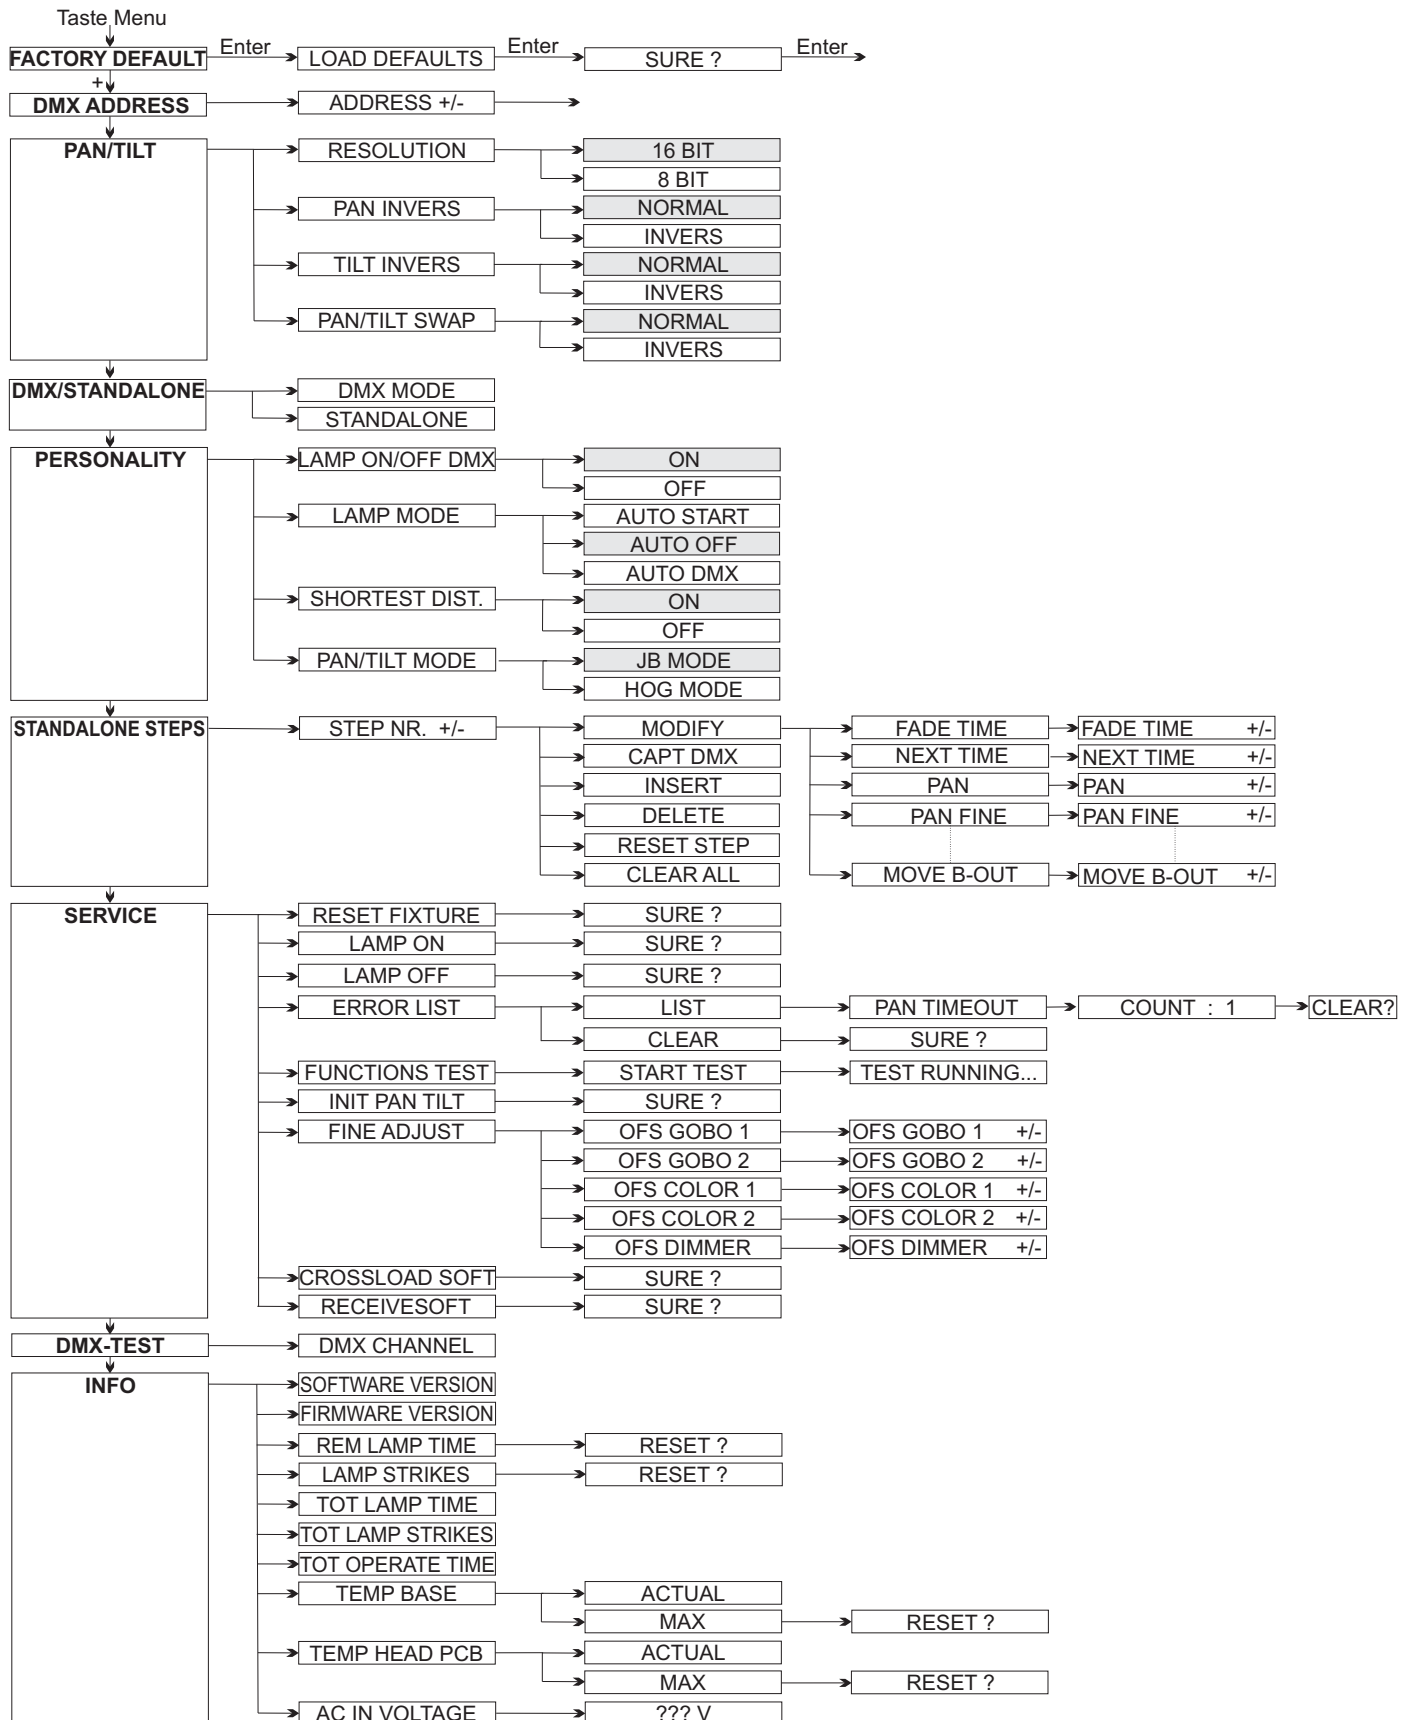 Taste Menu
FACTORY DEFAULT Enter LOAD DEFAULTS Enter SURE ? Enter
+
DMX ADDRESS ADDRESS +/-
PAN/TILT RESOLUTION 16 BIT
8 BIT
PAN INVERS NORMAL
INVERS
TILT INVERS NORMAL
INVERS
PAN/TILT SWAP NORMAL
INVERS
DMX/STANDALONE DMX MODE
STANDALONE
PERSONALITY LAMP ON/OFF DMX ON
OFF
LAMP MODE AUTO START
AUTO OFF
AUTO DMX
SHORTEST DIST. ON
OFF
PAN/TILT MODE JB MODE
HOG MODE
STANDALONE STEPS STEP NR. +/- MODIFY FADE TIME FADE TIME +/-
CAPT DMX NEXT TIME NEXT TIME +/-
INSERT PAN PAN +/-
DELETE PAN FINE PAN FINE +/-
RESET STEP
CLEAR ALL MOVE B-OUT MOVE B-OUT +/-
SERVICE RESET FIXTURE SURE ?
LAMP ON SURE ?
LAMP OFF SURE ?
ERROR LIST LIST PAN TIMEOUT COUNT : 1 CLEAR?
CLEAR SURE ?
FUNCTIONS TEST START TEST TEST RUNNING...
INIT PAN TILT SURE ?
FINE ADJUST OFS GOBO 1 OFS GOBO 1 +/-
OFS GOBO 2 OFS GOBO 2 +/-
OFS COLOR 1 OFS COLOR 1 +/-
OFS COLOR 2 OFS COLOR 2 +/-
OFS DIMMER OFS DIMMER +/-
CROSSLOAD SOFT SURE ?
RECEIVESOFT SURE ?
DMX-TEST DMX CHANNEL
INFO SOFTWARE VERSION
FIRMWARE VERSION
REM LAMP TIME RESET ?
LAMP STRIKES RESET ?
TOT LAMP TIME
TOT LAMP STRIKES
TOT OPERATE TIME
TEMP BASE ACTUAL
MAX RESET ?
TEMP HEAD PCB ACTUAL
MAX RESET ?
AC IN VOLTAGE ??? V